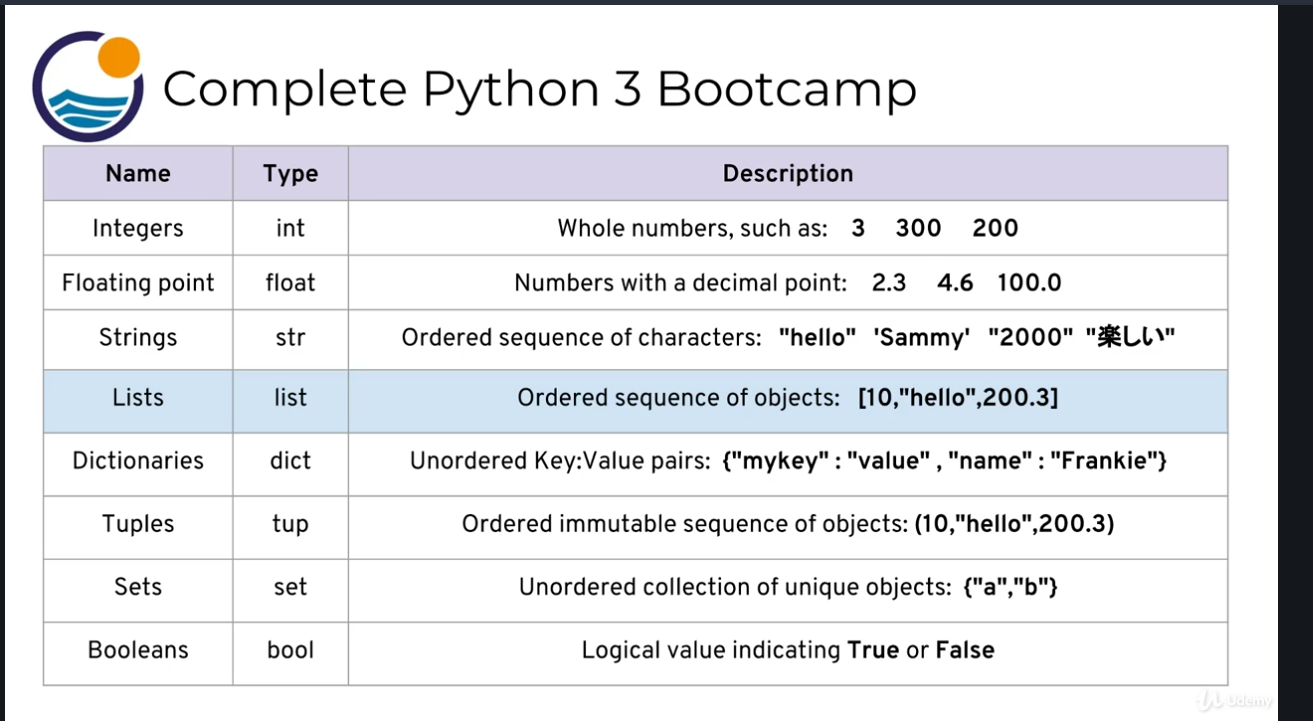 Complete Python 3 Bootcamp
Name Type Description
Integers int Whole numbers, such as: 3 300 200
Floating point float Numbers with a decimal point: 2.3 4.6 100.0
Strings str Ordered sequence of characters: "hello" 'Sammy' "2000" "楽しい"
Lists list Ordered sequence of objects: [10,"hello",200.3]
Dictionaries dict Unordered Key:Value pairs: {"mykey" : "value" , "name" : "Frankie"}
Tuples tup Ordered immutable sequence of objects: (10,"hello",200.3)
Sets set Unordered collection of unique objects: {"a","b"}
Booleans bool Logical value indicating True or False
Udemy